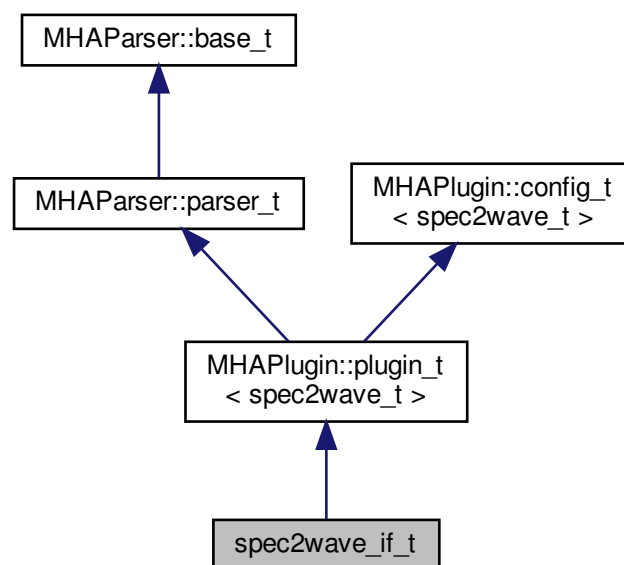 MHAParser::base_t
MHAParser::parser_t
MHAPlugin::config_t
< spec2wave_t >
MHAPlugin::plugin_t
< spec2wave_t >
spec2wave_if_t